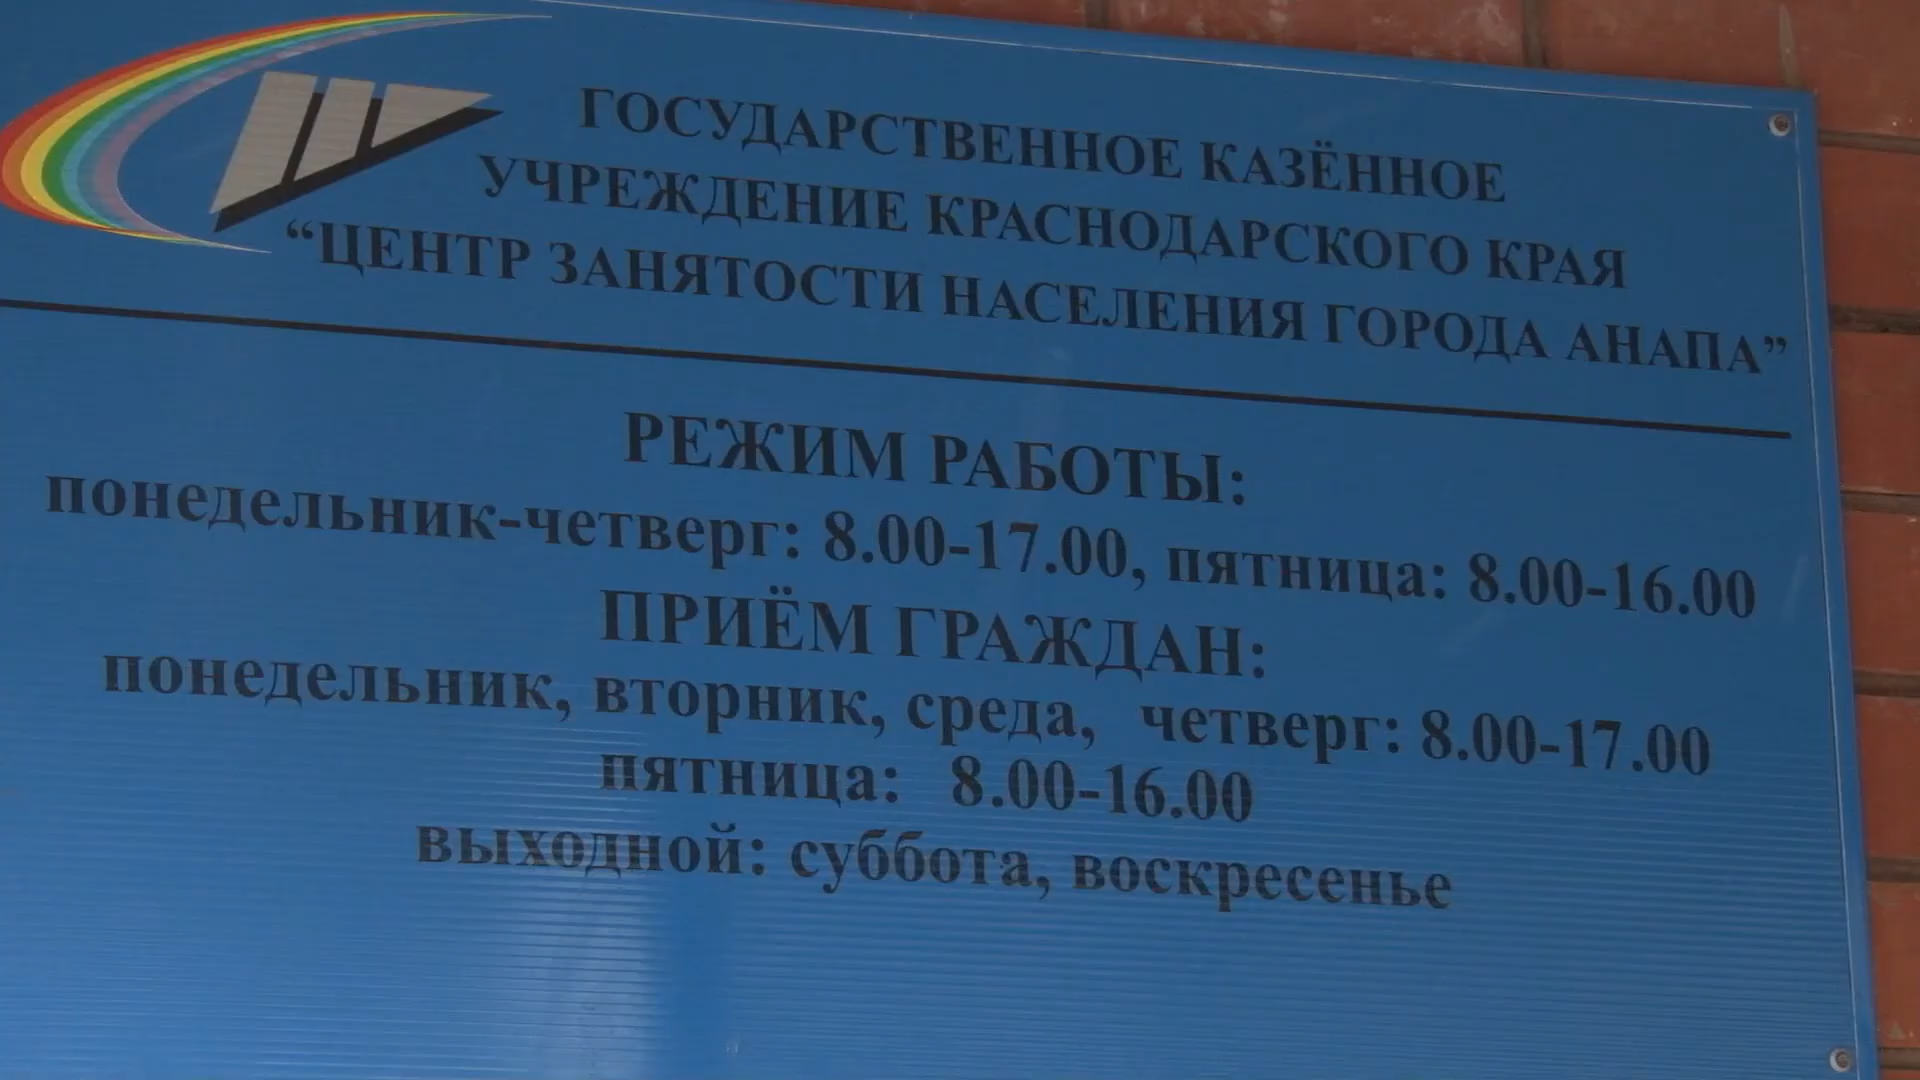 ГОСУДАРСТВЕННОЕ КАЗЁННОЕ
УЧРЕЖДЕНИЕ КРАСНОДАРСКОГО КРАЯ
“ЦЕНТР ЗАНЯТОСТИ НАСЕЛЕНИЯ ГОРОДА АНАПА”
РЕЖИМ РАБОТЫ:
понедельник-четверг: 8.00-17.00, пятница: 8.00-16.00
ПРИЁМ ГРАЖДАН:
понедельник, вторник, среда, четверг: 8.00-17.00
пятница: 8.00-16.00
выходной: суббота, воскресенье